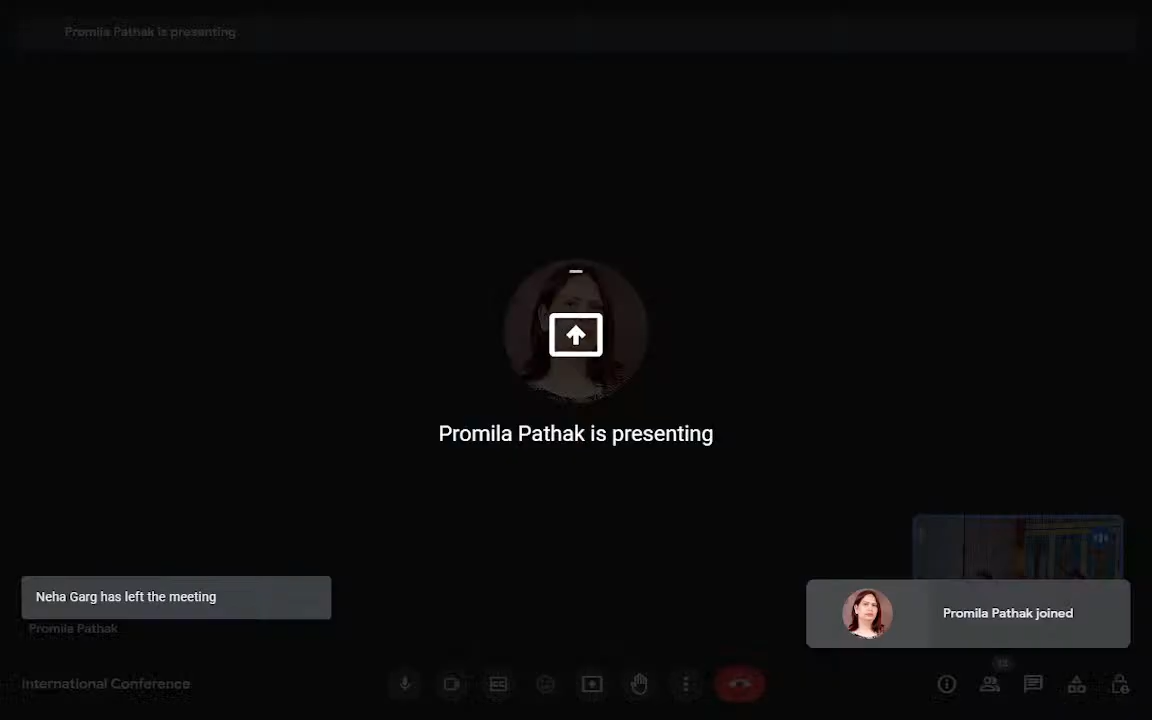 Promila Pathak is presenting
Promila Pathak is presenting
Neha Garg has left the meeting
Promila Pathak
Promila Pathak joined
International Conference